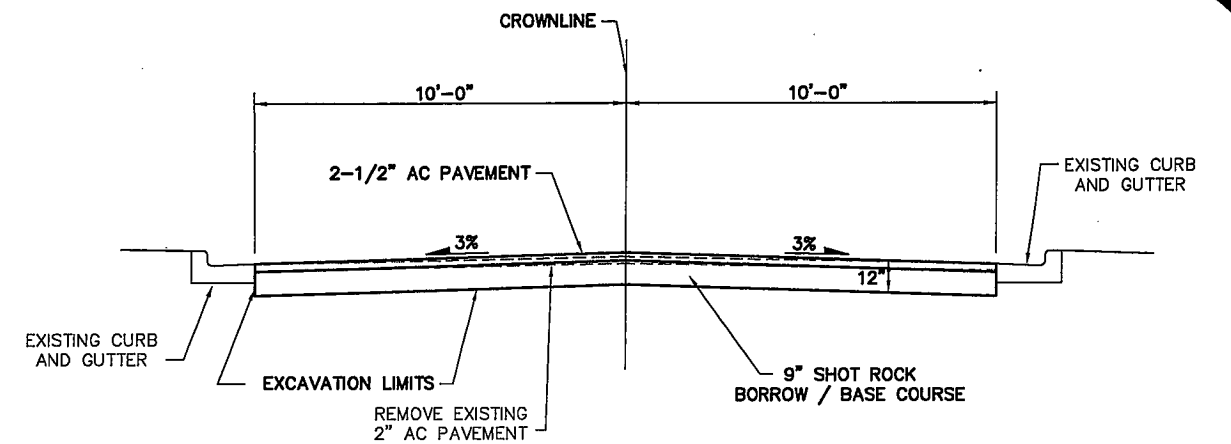 CROWNLINE
10'-0"
10'-0"
2-1/2" AC PAVEMENT
EXISTING CURB
AND GUTTER
3%
3%
12"
EXISTING CURB
AND GUTTER
EXCAVATION LIMITS
9" SHOT ROCK
BORROW / BASE COURSE
REMOVE EXISTING
2" AC PAVEMENT